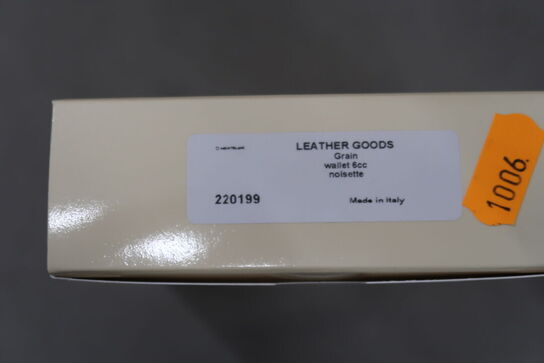 LEATHER GOODS
Grain
wallet 6cc
noisette
220199
Made in Italy
1006